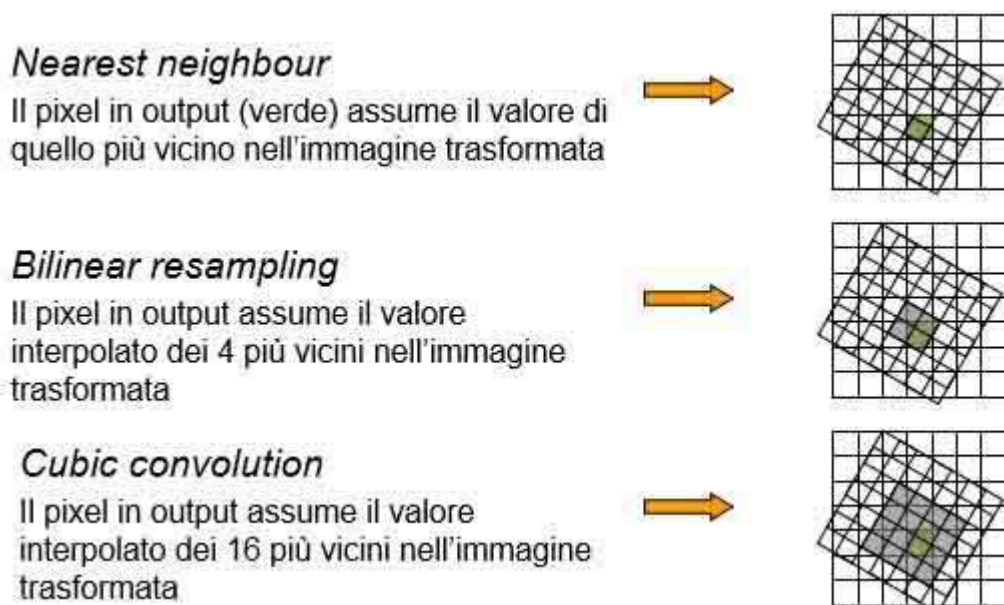 Nearest neighbour
Il pixel in output (verde) assume il valore di
quello più vicino nell'immagine trasformata
Bilinear resampling
Il pixel in output assume il valore
interpolato dei 4 più vicini nell'immagine
trasformata
Cubic convolution
Il pixel in output assume il valore
interpolato dei 16 più vicini nell'immagine
trasformata